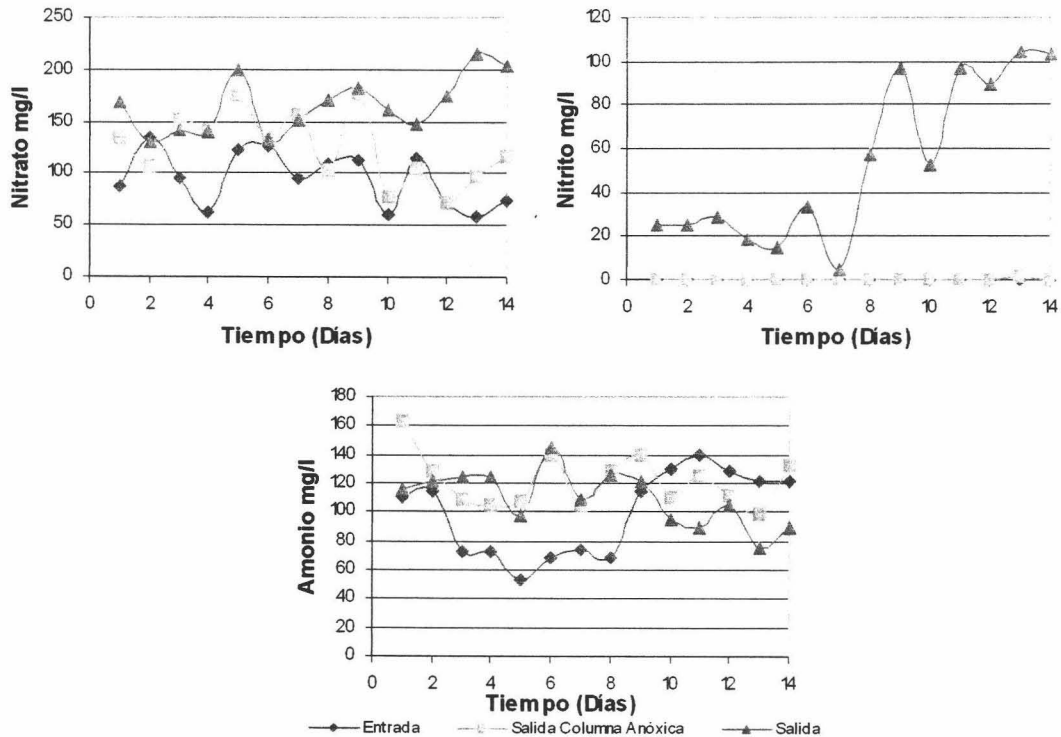 Nitrato mg/l
250
200
150
100
50
0
0 2 4 6 8 10 12 14
Tiempo (Días)
Nitrito mg/l
120
100
80
60
40
20
0
0 2 4 6 8 10 12 14
Tiempo (Días)
Amonio mg/l
180
160
140
120
100
80
60
40
20
0
0 2 4 6 8 10 12 14
Tiempo (Días)
Entrada Salida Columna Anóxica Salida